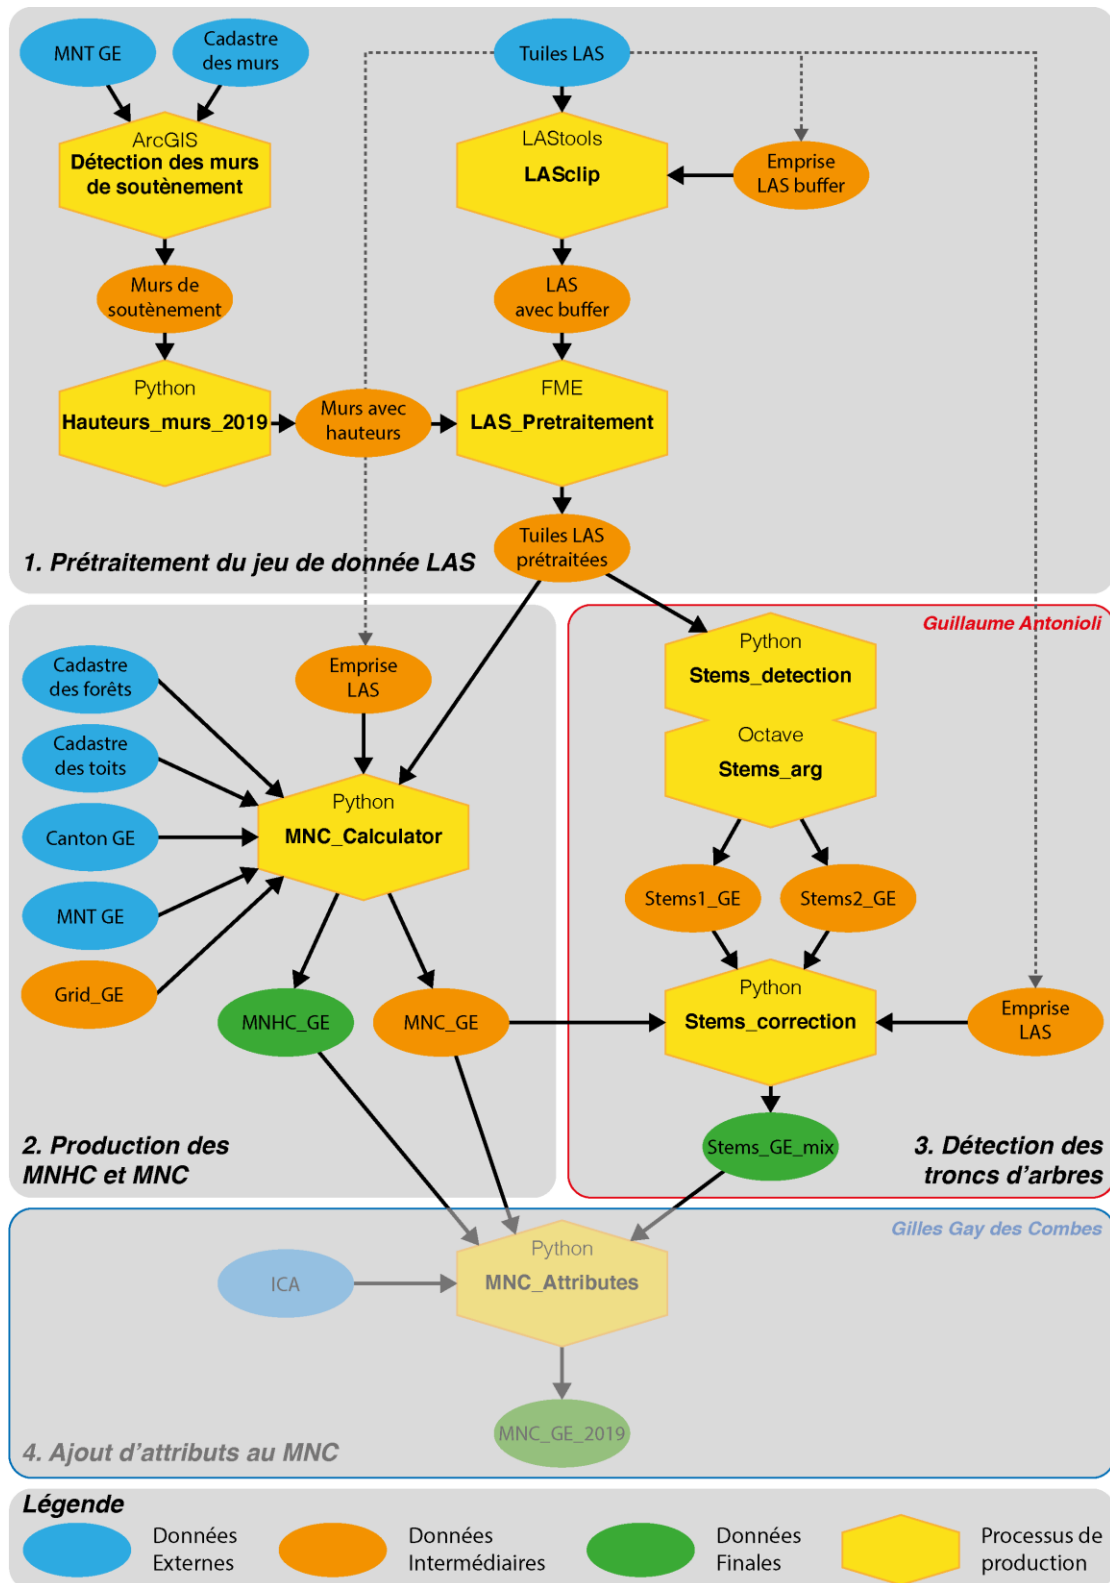 MNT GE
Cadastre
des murs
Tuiles LAS
ArcGIS
Détection des murs
de soutènement
LAStools
LASclip
Emprise
LAS buffer
Murs de
soutènement
LAS
avec buffer
Python
Hauteurs_murs_2019
Murs avec
hauteurs
FME
LAS_Pretraitement
Tuiles LAS
prétraitées
1. Prétraitement du jeu de donnée LAS
Guillaume Antonioli
Cadastre
des forêts
Emprise
LAS
Python
Stems_detection
Cadastre
des toits
Octave
Stems_arg
Canton GE
Python
MNC_Calculator
MNT GE
Stems1_GE
Stems2_GE
Grid_GE
MNHC_GE
MNC_GE
Python
Stems_correction
Emprise
LAS
Stems_GE_mix
2. Production des
MNHC et MNC
3. Détection des
troncs d'arbres
Gilles Gay des Combes
ICA
Python
MNC_Attributes
MNC_GE_2019
4. Ajout d'attributs au MNC
Légende
Données
Externes
Données
Intermédiaires
Données
Finales
Processus de
production